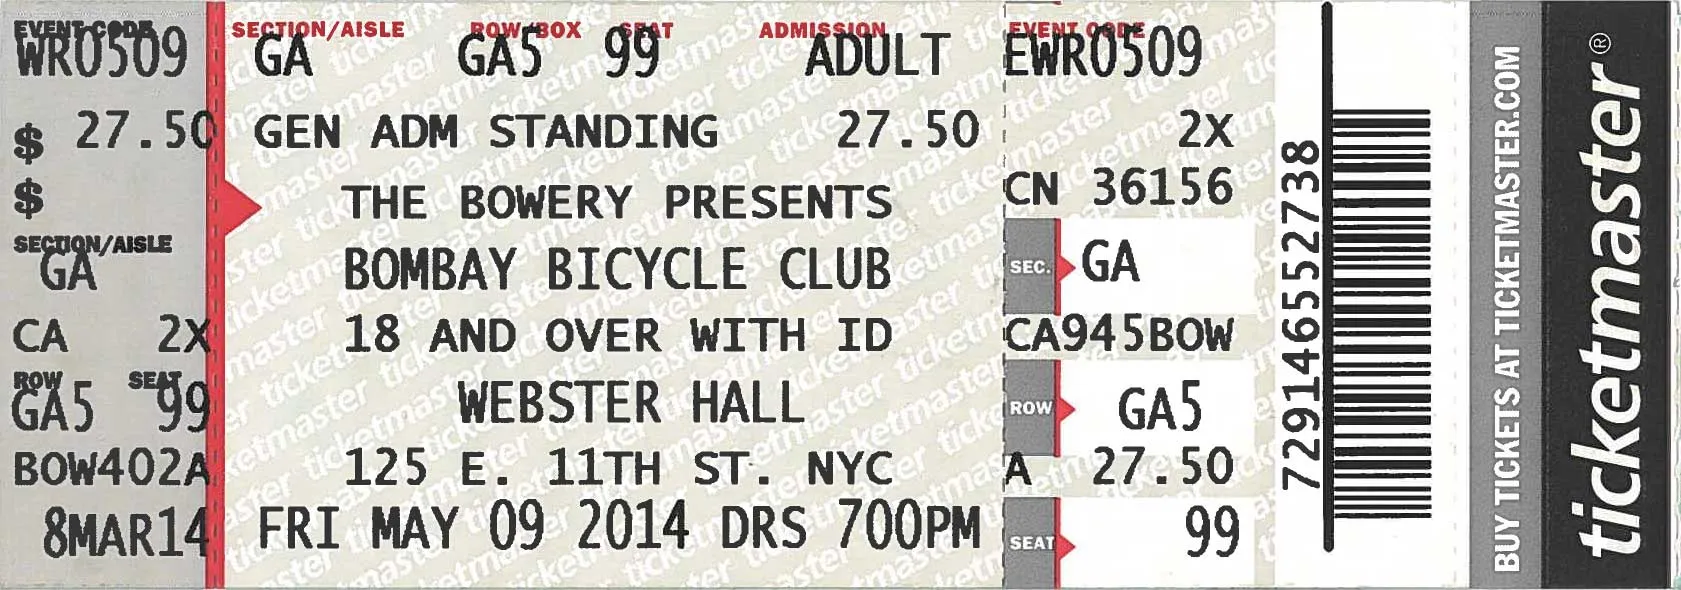 EVENT CODE
WR0509
$ 27.50
$
SECTION/AISLE
GA
CA 2X
ROW SEAT
GA5 99
BOW402A
8MAR14
SECTION/AISLE ROW/BOX SEAT ADMISSION
GA GA5 99 ADULT
GEN ADM STANDING 27.50
THE BOWERY PRESENTS
BOMBAY BICYCLE CLUB
18 AND OVER WITH ID
WEBSTER HALL
125 E. 11TH ST. NYC
FRI MAY 09 2014 DRS 700PM
EVENT CODE
EWR0509
2X
CN 36156
SEC. GA
CA945BOW
ROW GA5
A 27.50
SEAT 99
729146552738
BUY TICKETS AT TICKETMASTER.COM
ticketmaster®